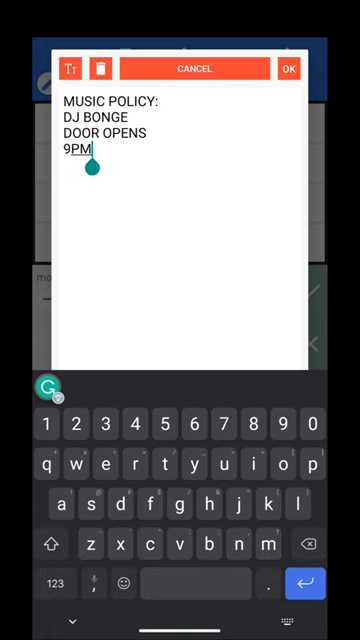 TT
CANCEL
OK
MUSIC POLICY:
DJ BONGE
DOOR OPENS
9PM
1 2 3 4 5 6 7 8 9 0
q w e r t y u i o p
a s d f g h j k l
z x c v b n m
123 , .